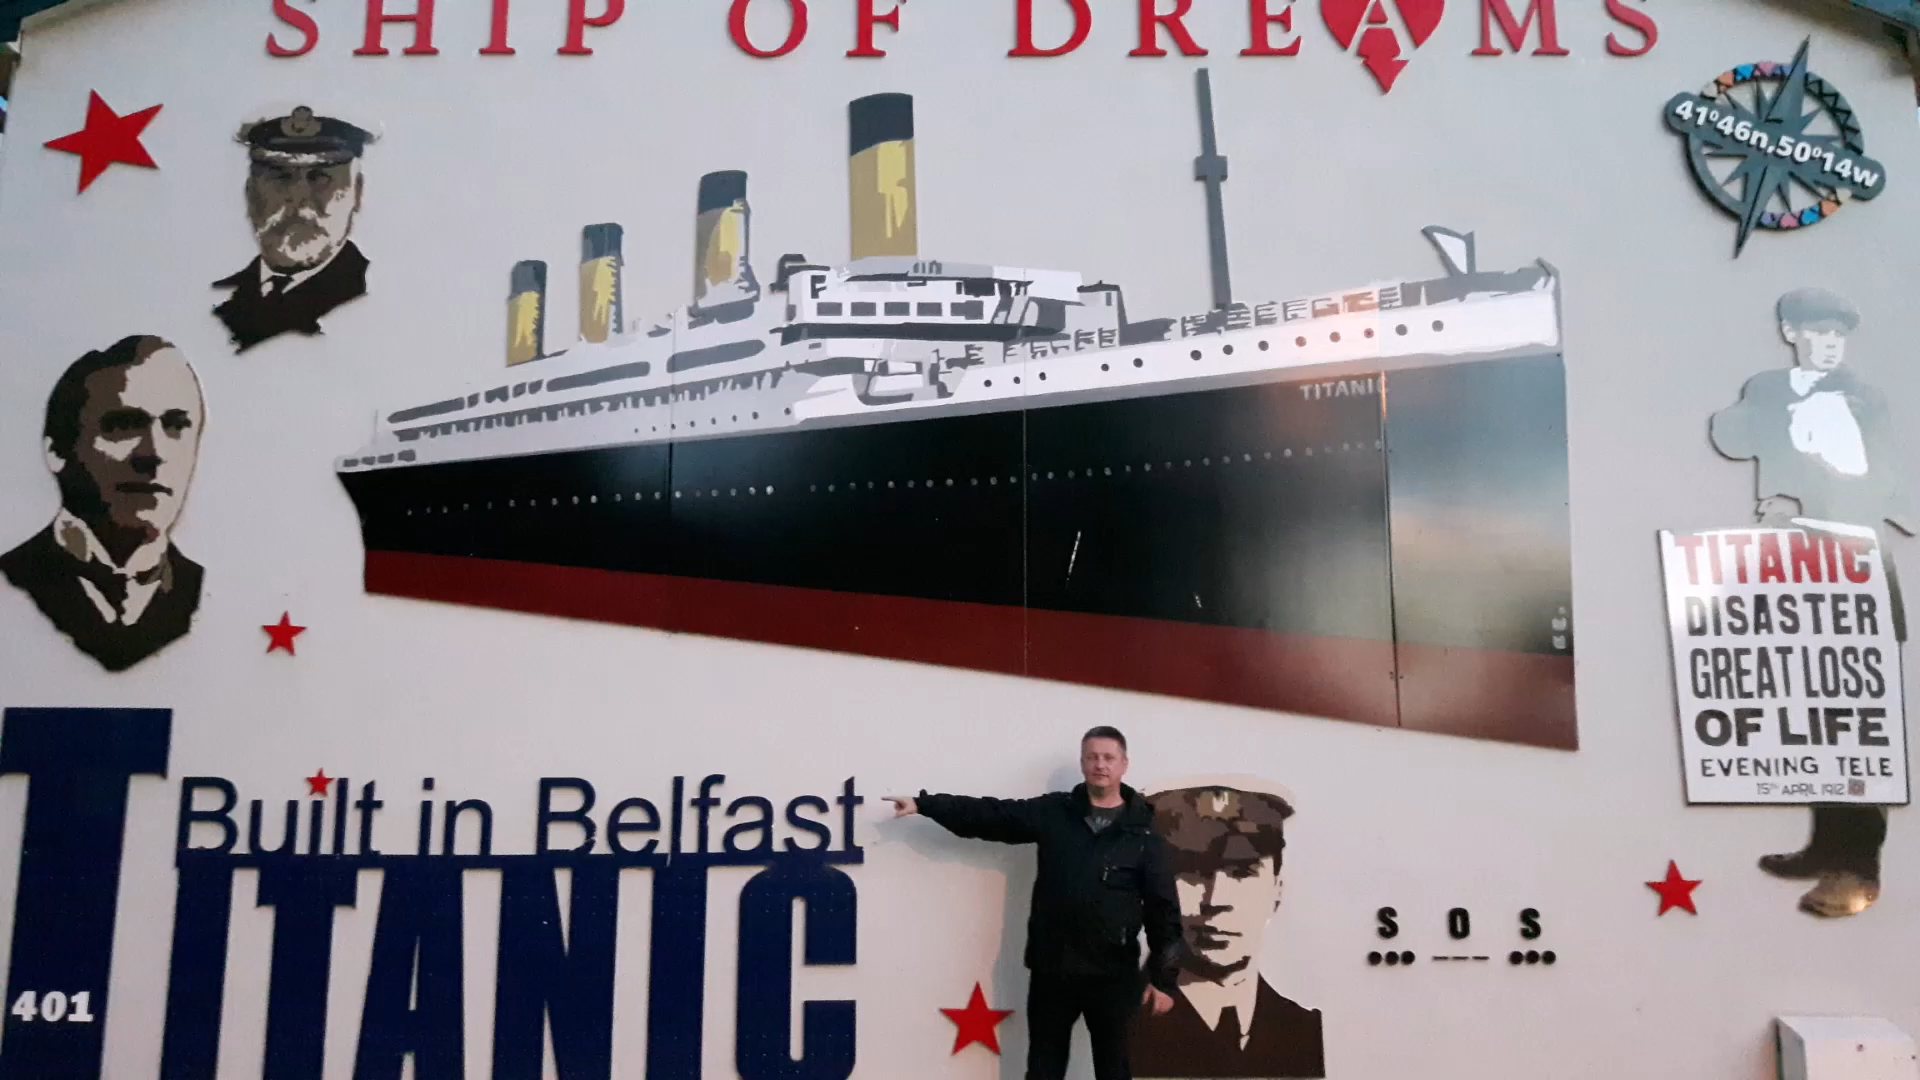 SHIP OF DREAMS
41°46n,50°14w
TITANIC
TITANIC
DISASTER
GREAT LOSS
OF LIFE
EVENING TELE
15TH APRIL 1912
Built in Belfast
TITANIC
401
S O S
••• −−− •••